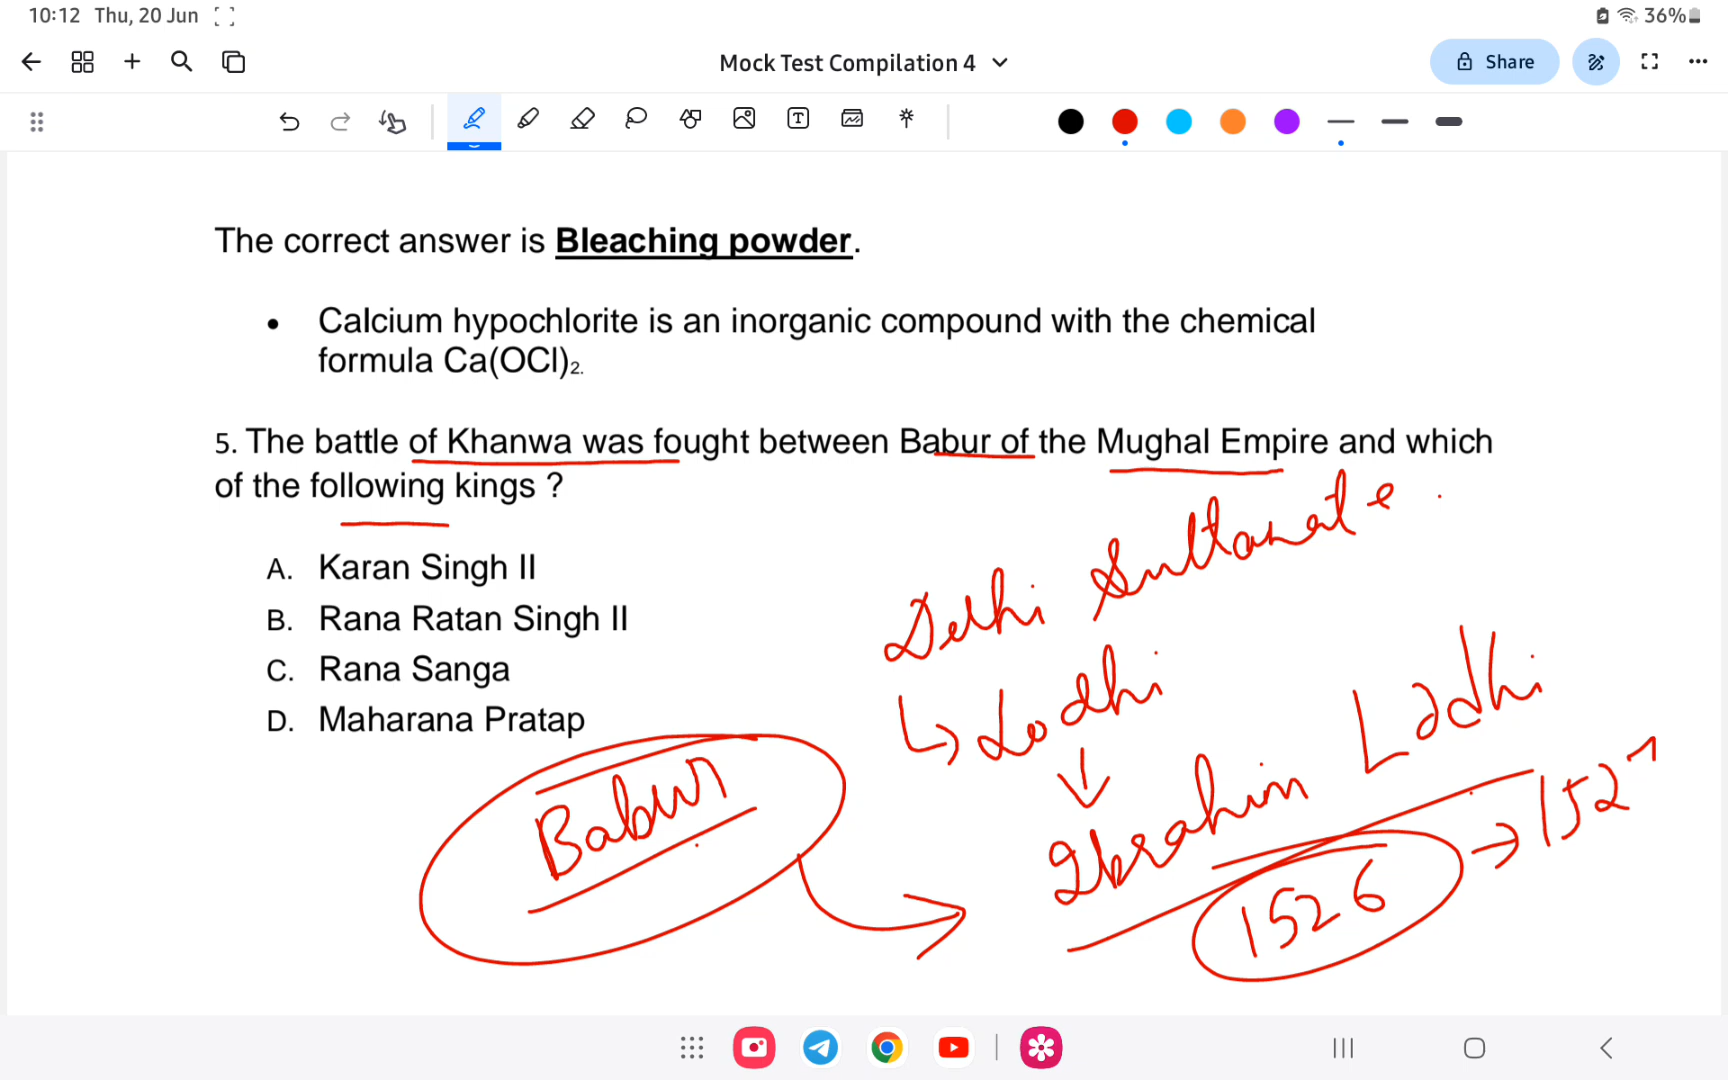 10:12 Thu, 20 Jun
36%
Mock Test Compilation 4
Share
The correct answer is Bleaching powder.
• Calcium hypochlorite is an inorganic compound with the chemical
formula Ca(OCl)2.
5. The battle of Khanwa was fought between Babur of the Mughal Empire and which
of the following kings ?
A. Karan Singh II
B. Rana Ratan Singh II
C. Rana Sanga
D. Maharana Pratap
Delhi Sultanate.
↳ Lodhi
↓
Ibrahim Lodhi
Babur →
1526 → 1527